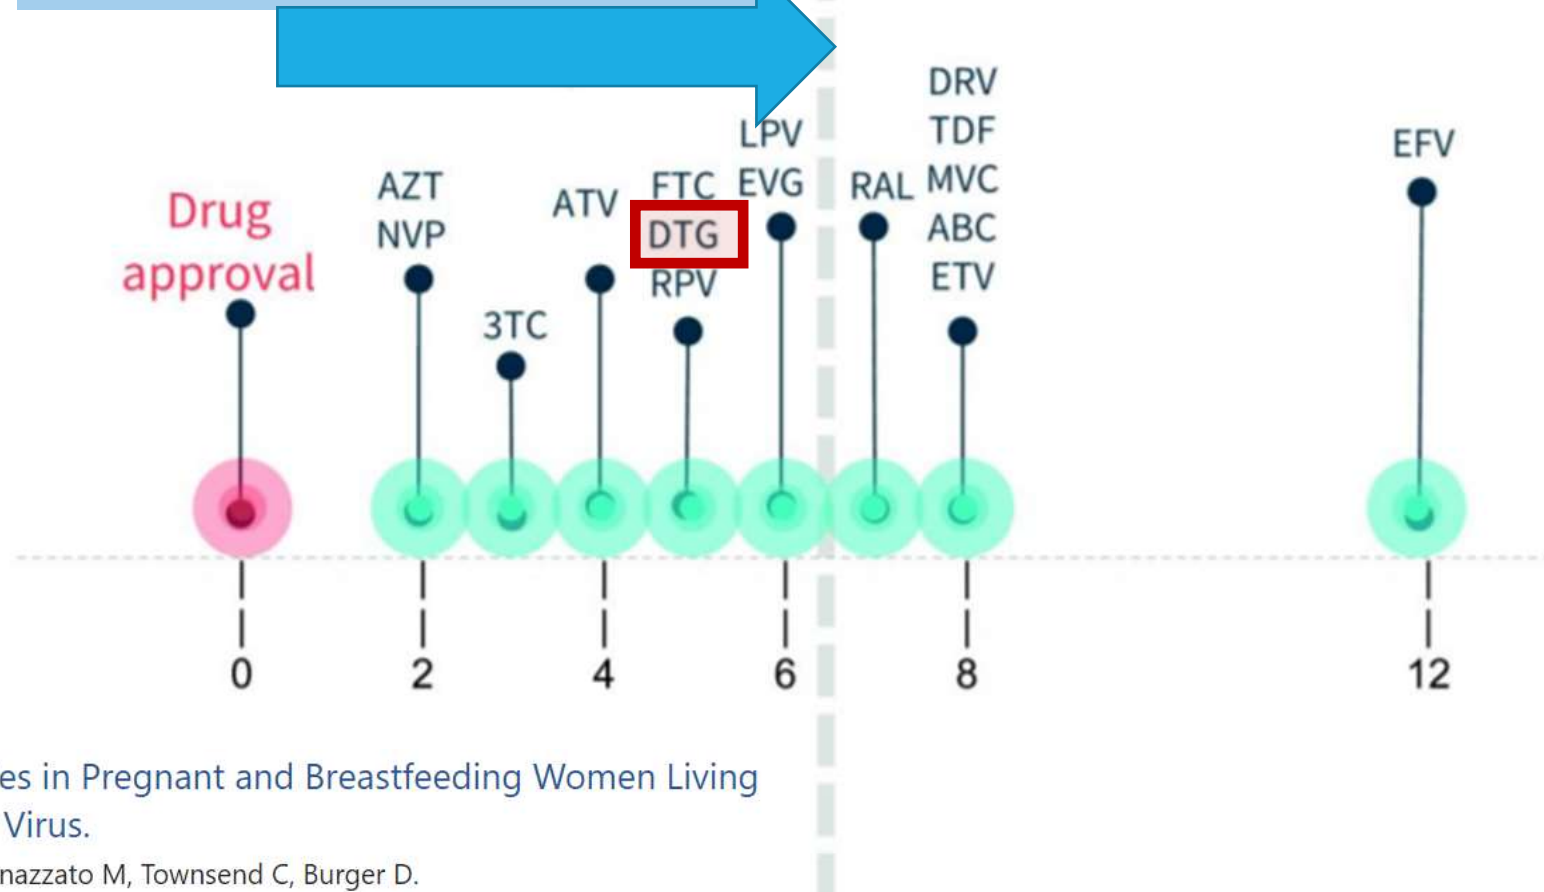 Drug
approval
AZT
NVP
3TC
ATV
FTC
DTG
RPV
LPV
EVG
RAL
DRV
TDF
MVC
ABC
ETV
EFV
0 2 4 6 8 12
es in Pregnant and Breastfeeding Women Living
Virus.
nazzato M, Townsend C, Burger D.